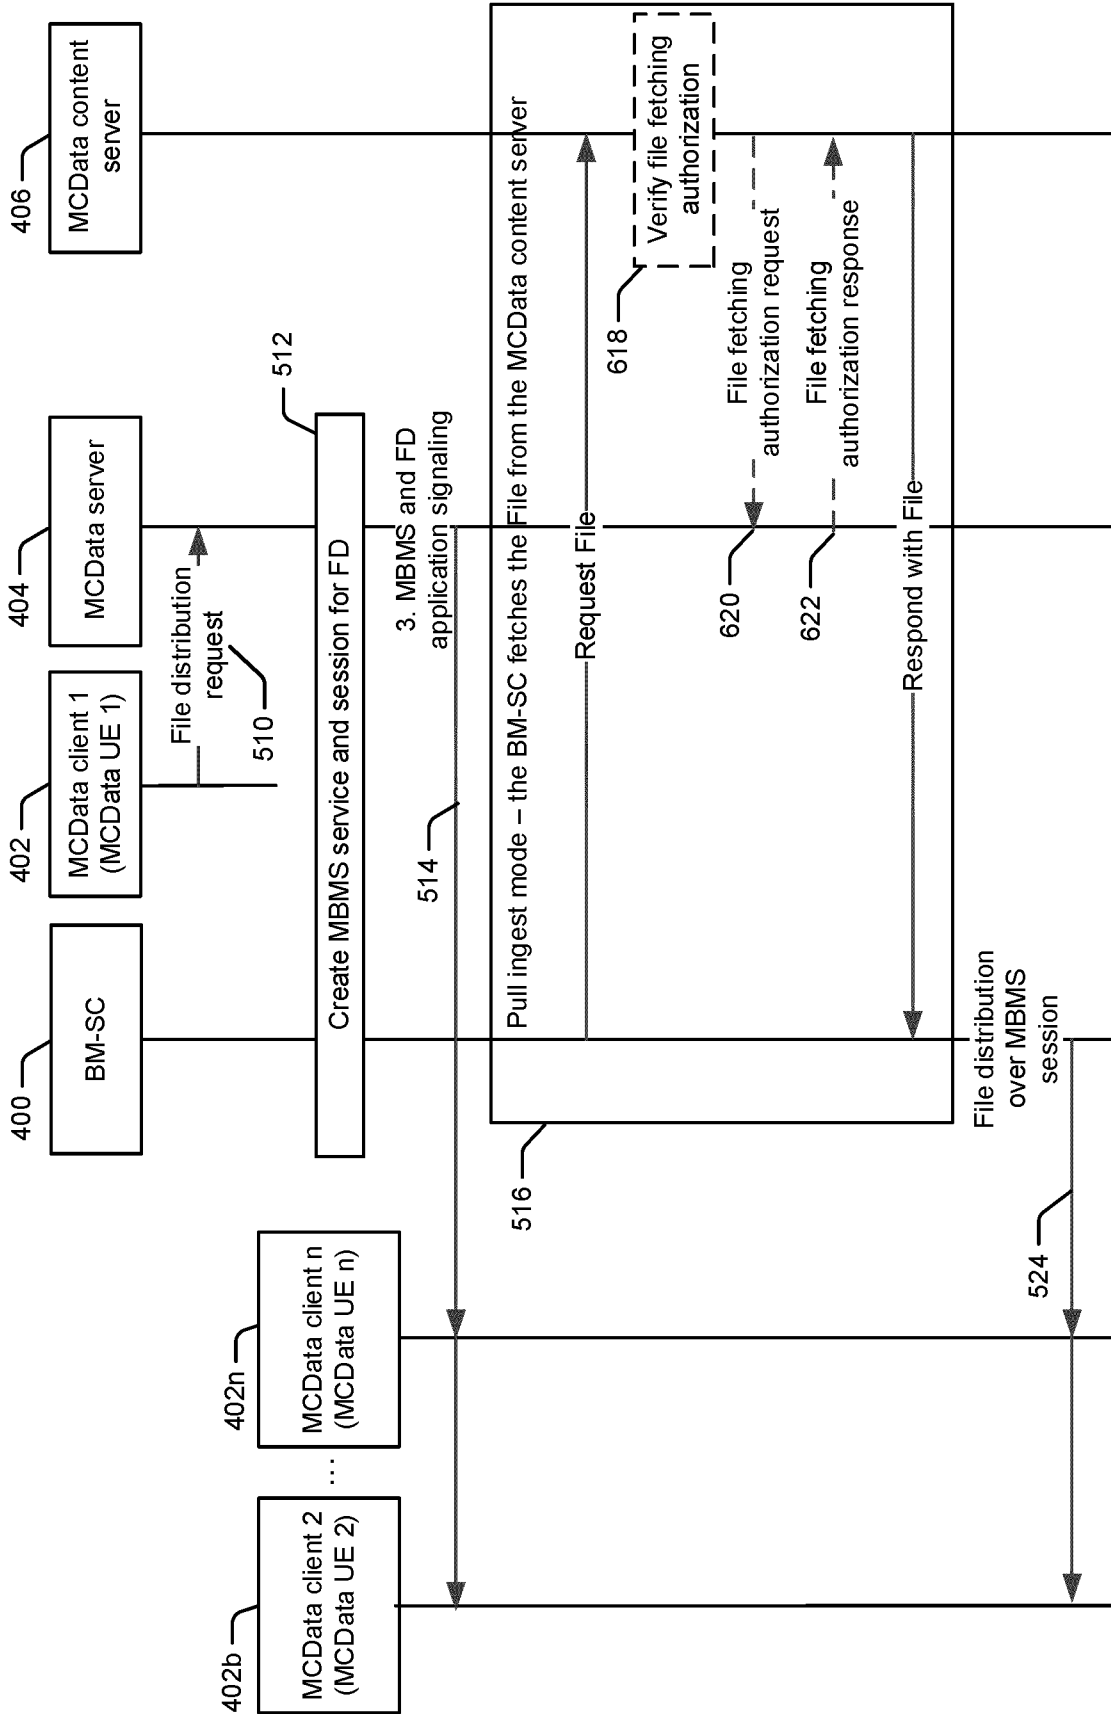 402b
MCData client 2
(MCData UE 2)
...
402n
MCData client n
(MCData UE n)
400
BM-SC
402
MCData client 1
(MCData UE 1)
404
MCData server
406
MCData content
server
File distribution
request
510
Create MBMS service and session for FD
512
3. MBMS and FD
application signaling
514
Pull ingest mode – the BM-SC fetches the File from the MCData content server
516
Request File
618
Verify file fetching
authorization
File fetching
authorization request
620
File fetching
authorization response
622
Respond with File
File distribution
over MBMS
session
524